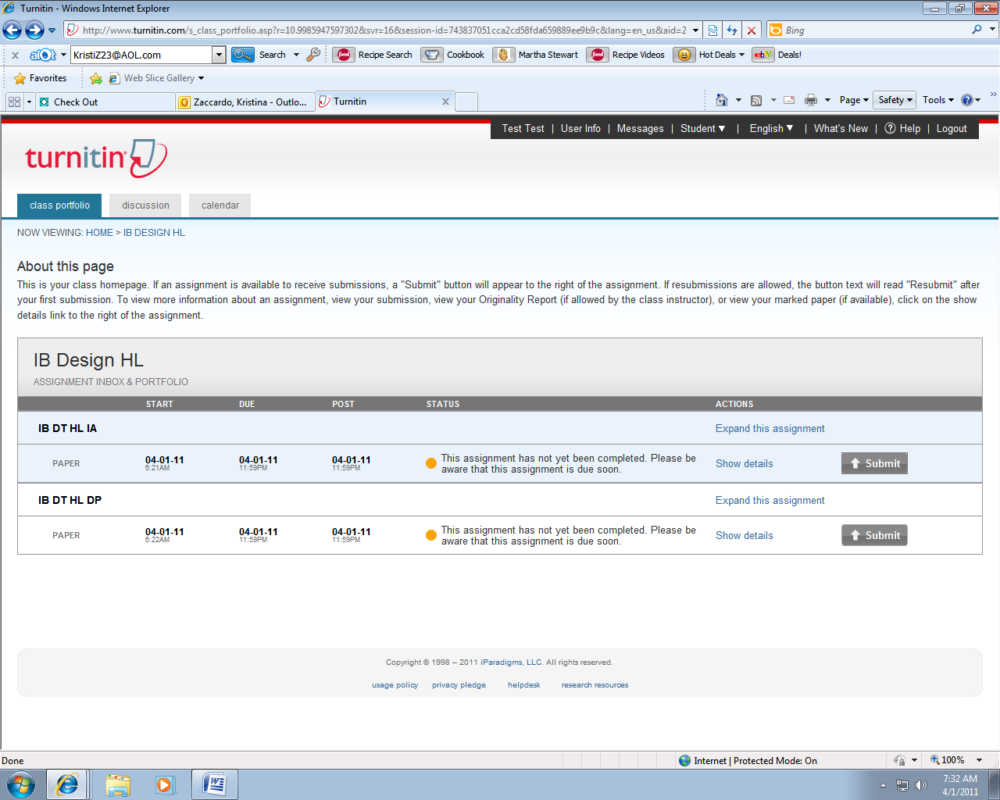 Turnitin - Windows Internet Explorer
http://www.turnitin.com/s_class_portfolio.asp?r=10.9985947597302&svr=16&session-id=743837051cca2cd58fda659889ee9b9c&lang=en_us&aid=2
Bing
alot KristiZ23@AOL.com Search food Recipe Search Cookbook Martha Stewart food Recipe Videos Hot Deals ebY Deals!
Favorites Web Slice Gallery
Check Out Zaccardo, Kristina - Outlo... Turnitin Page Safety Tools
Test Test | User Info | Messages | Student | English | What's New | Help | Logout
turnitin
class portfolio discussion calendar
NOW VIEWING: HOME > IB DESIGN HL
About this page
This is your class homepage. If an assignment is available to receive submissions, a "Submit" button will appear to the right of the assignment. If resubmissions are allowed, the button text will read "Resubmit" after
your first submission. To view more information about an assignment, view your submission, view your Originality Report (if allowed by the class instructor), or view your marked paper (if available), click on the show
details link to the right of the assignment.
IB Design HL
ASSIGNMENT INBOX & PORTFOLIO
START DUE POST STATUS ACTIONS
IB DT HL IA Expand this assignment
PAPER 04-01-11 04-01-11 04-01-11 This assignment has not yet been completed. Please be Show details Submit
6:21AM 11:59PM 11:59PM aware that this assignment is due soon.
IB DT HL DP Expand this assignment
PAPER 04-01-11 04-01-11 04-01-11 This assignment has not yet been completed. Please be Show details Submit
6:22AM 11:59PM 11:59PM aware that this assignment is due soon.
Copyright © 1998 – 2011 iParadigms, LLC. All rights reserved.
usage policy privacy pledge helpdesk research resources
Done Internet | Protected Mode: On 100%
7:32 AM
4/1/2011